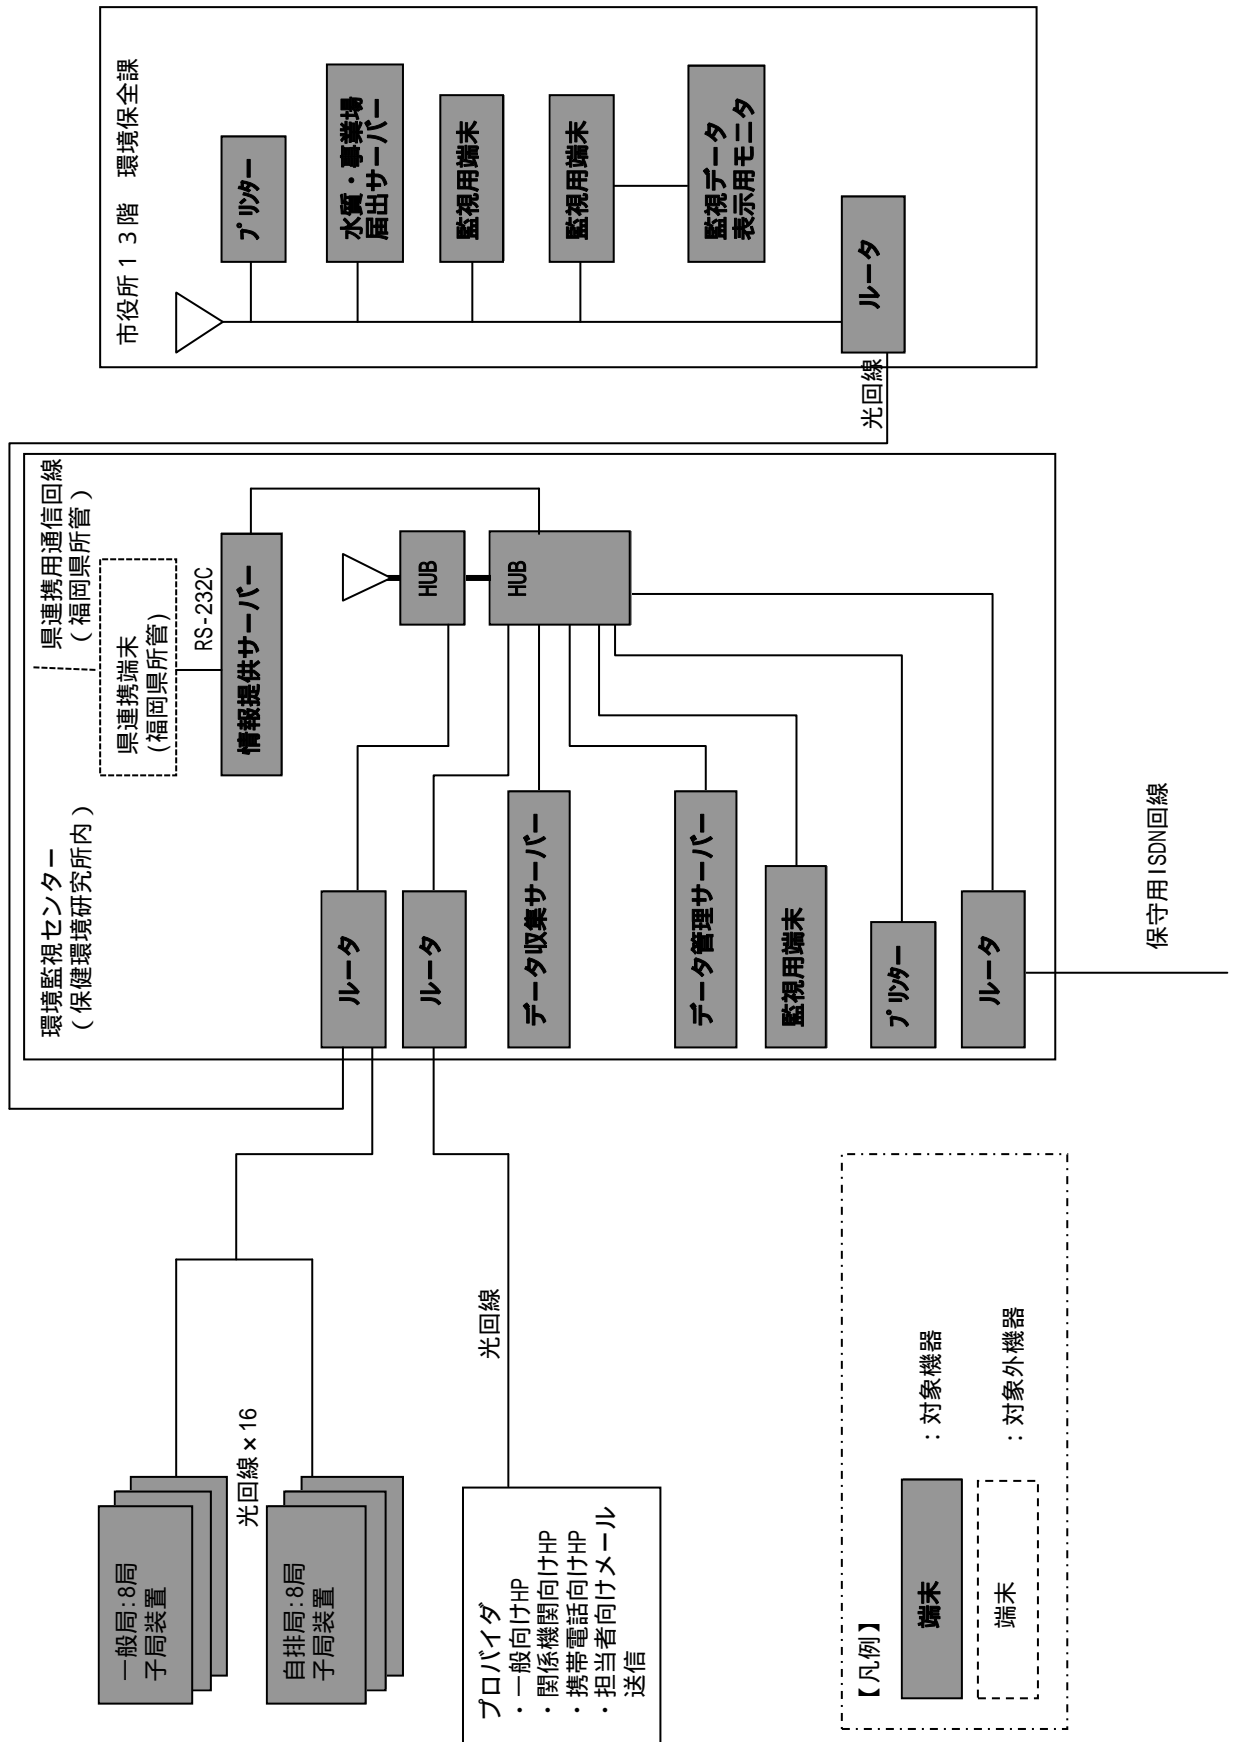 一般局:8局
子局装置
自排局:8局
子局装置
光回線×16
プロバイダ
・一般向けHP
・関係機関向けHP
・携帯電話向けHP
・担当者向けメール
送信
光回線
環境監視センター
(保健環境研究所内)
県連携用通信回線
(福岡県所管)
県連携端末
(福岡県所管)
RS-232C
情報提供サーバー
HUB
HUB
ルータ
ルータ
データ収集サーバー
データ管理サーバー
監視用端末
プリンター
ルータ
保守用ISDN回線
市役所13階 環境保全課
プリンター
水質・事業場
届出サーバー
監視用端末
監視用端末
監視データ
表示用モニタ
ルータ
光回線
【凡例】
端末
:対象機器
端末
:対象外機器